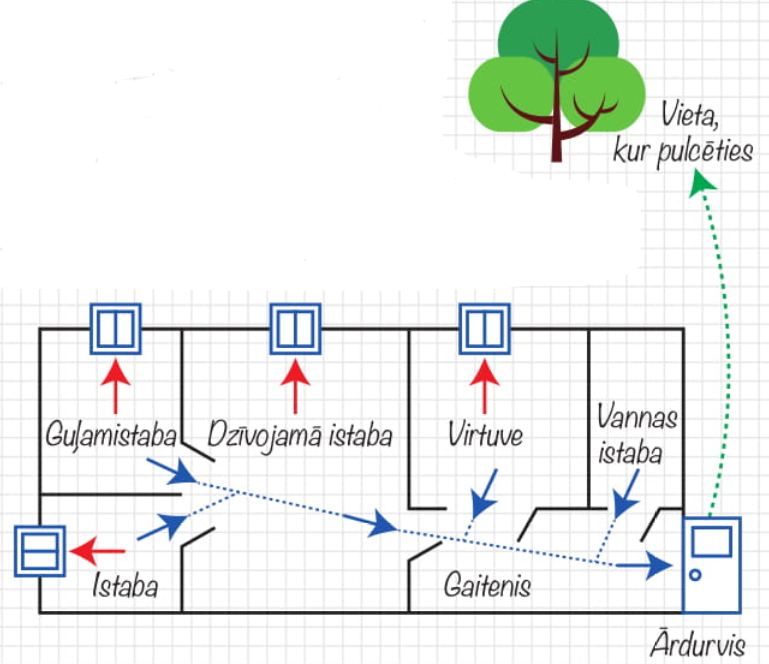 Vieta,
kur pulcēties
Guļamistaba
Dzīvojamā istaba
Virtuve
Vannas
istaba
Istaba
Gaitenis
Ārdurvis